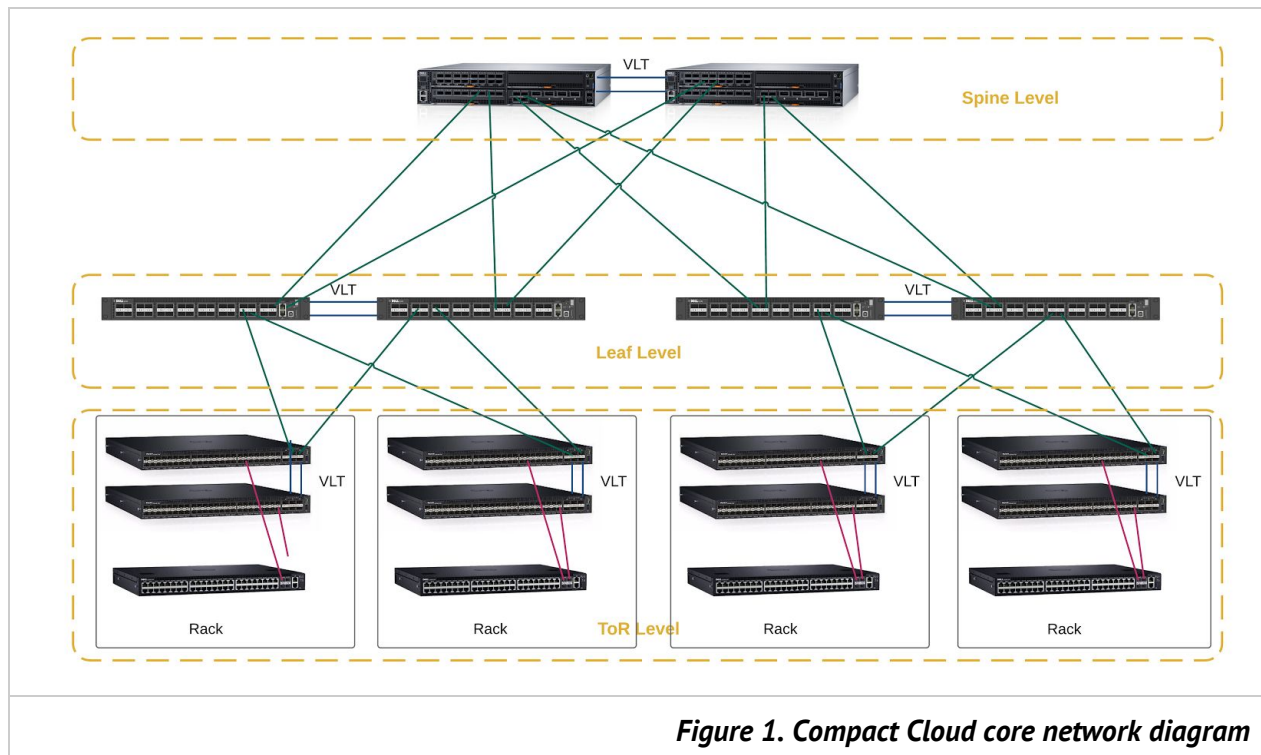 VLT
Spine Level
VLT
VLT
Leaf Level
VLT
VLT
VLT
VLT
Rack
Rack
ToR Level
Rack
Rack
Figure 1. Compact Cloud core network diagram